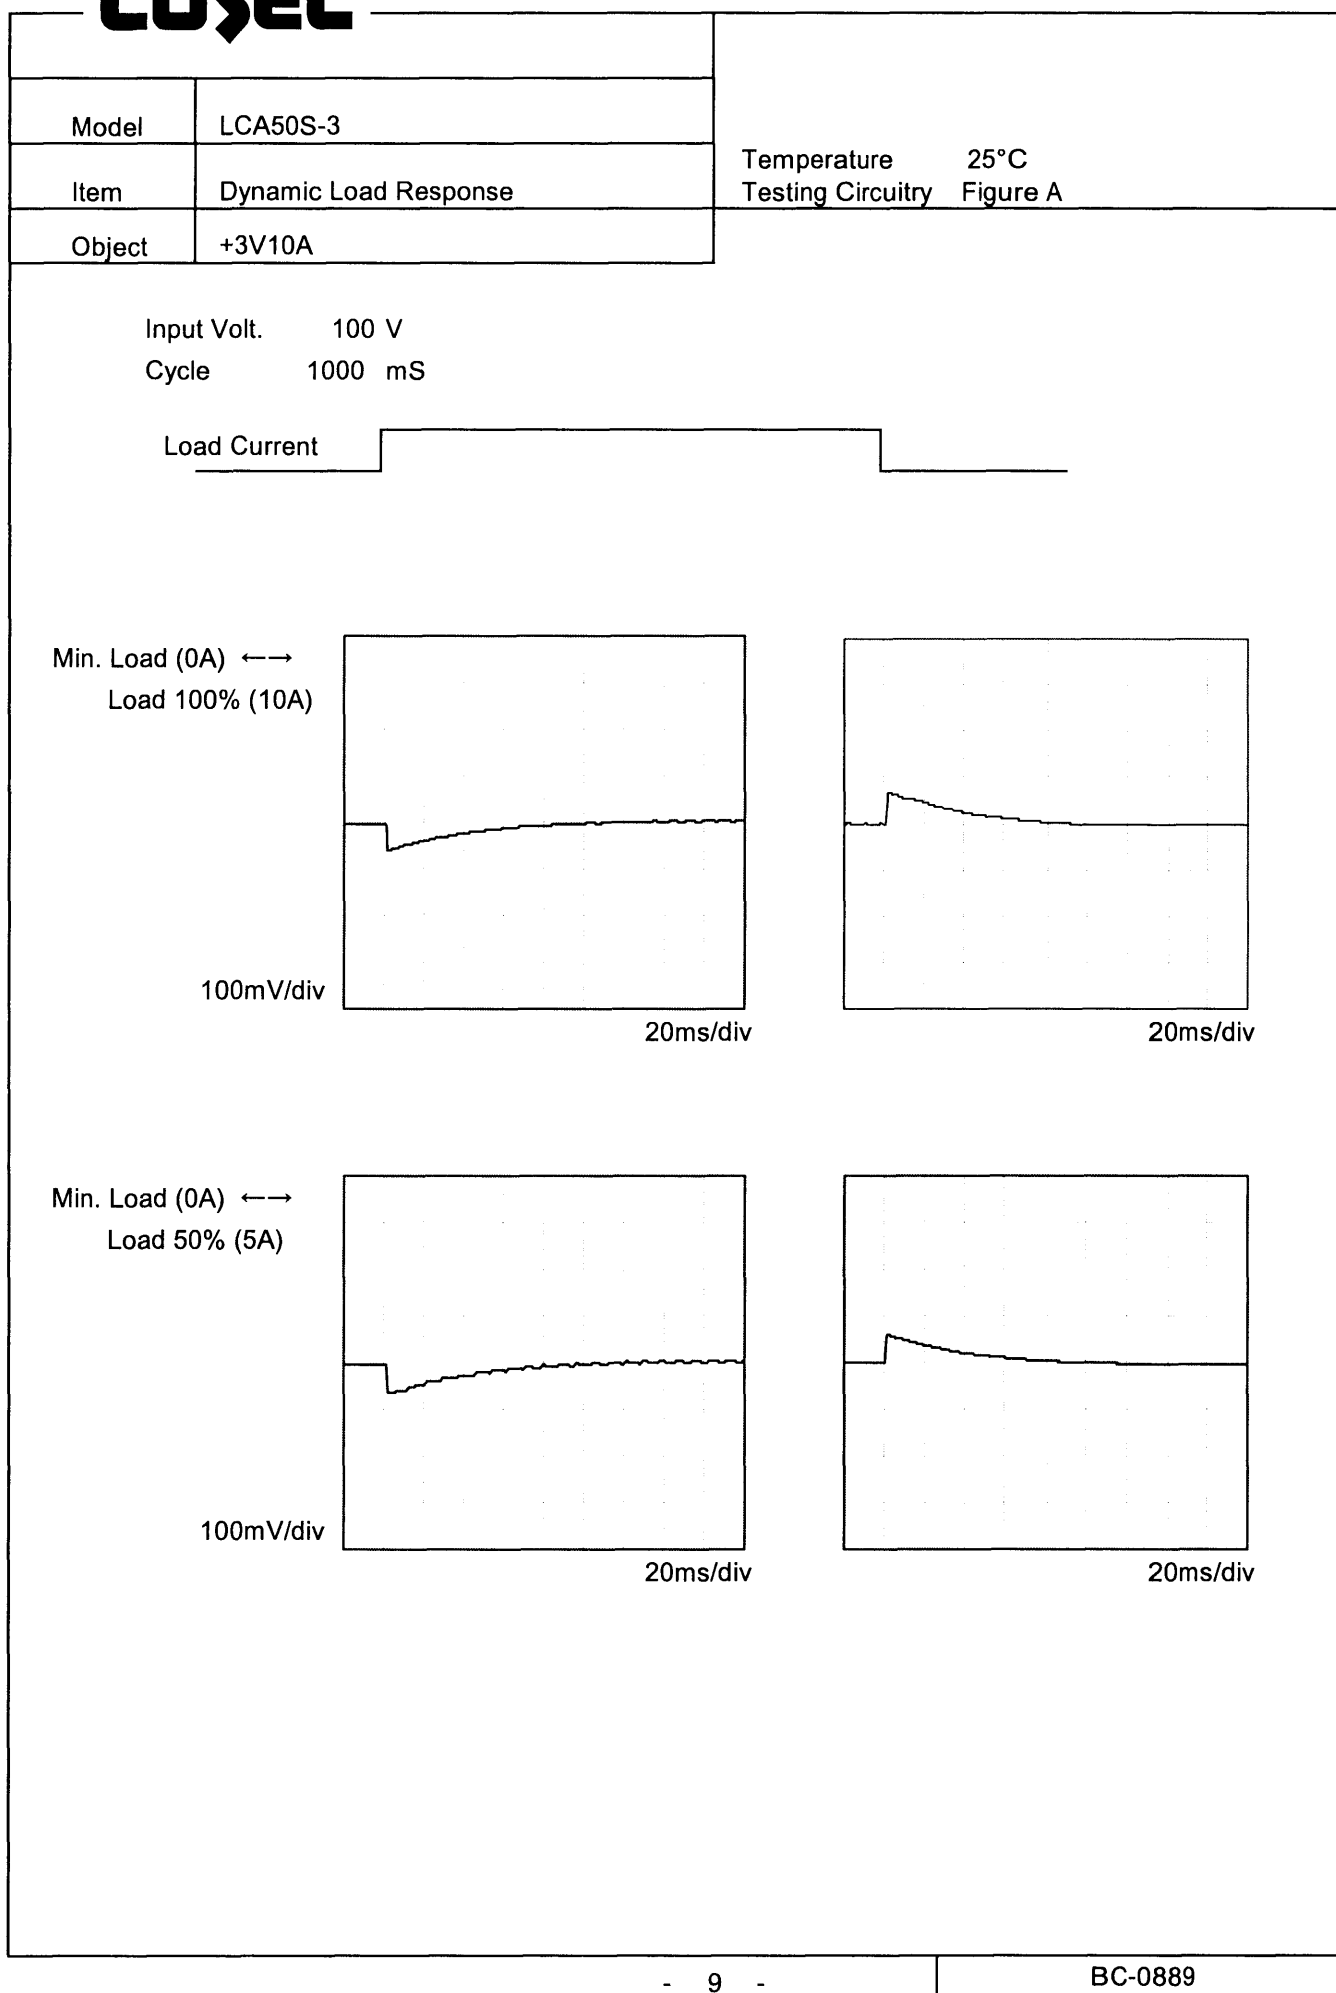 COSEL
Model LCA50S-3
Item Dynamic Load Response
Object +3V10A
Temperature 25°C
Testing Circuitry Figure A
Input Volt. 100 V
Cycle 1000 mS
Load Current
Min. Load (0A) ←→
Load 100% (10A)
100mV/div
20ms/div
20ms/div
Min. Load (0A) ←→
Load 50% (5A)
100mV/div
20ms/div
20ms/div
- 9 -
BC-0889